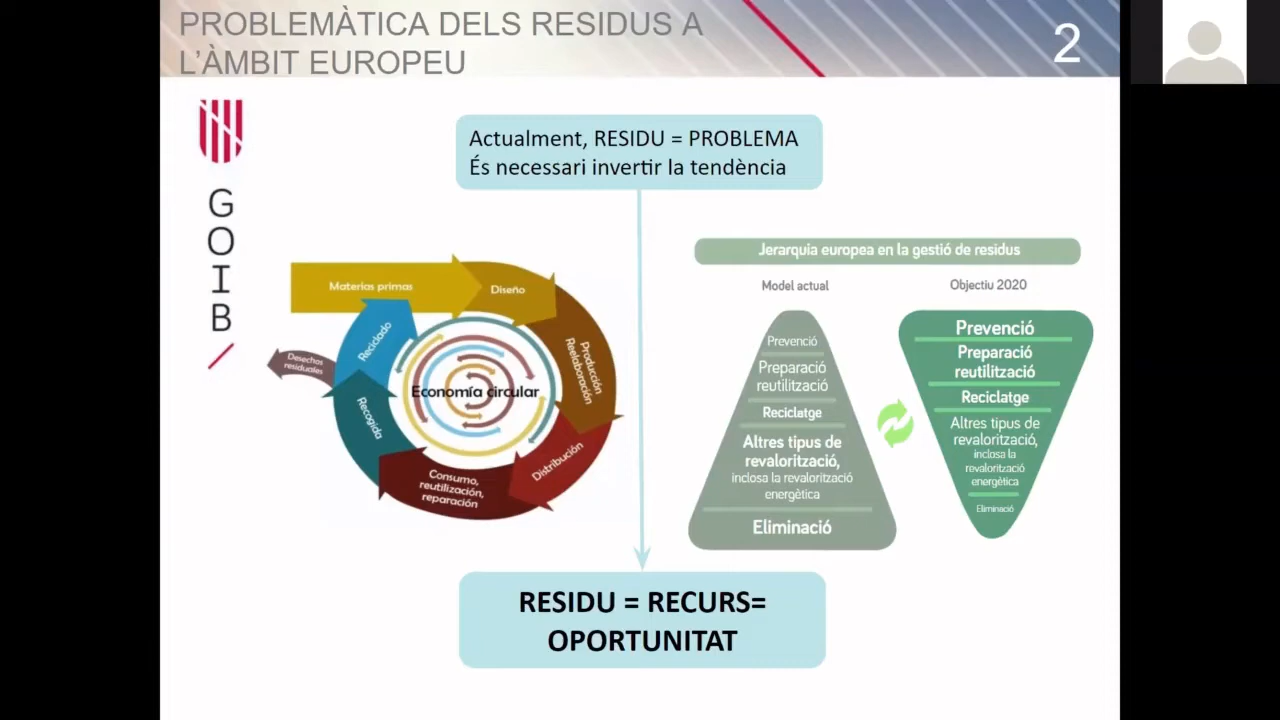 PROBLEMÀTICA DELS RESIDUS A
L'ÀMBIT EUROPEU
2
G
O
I
B
Actualment, RESIDU = PROBLEMA
És necessari invertir la tendència
Materias primas
Diseño
Producción
Reelaboración
Distribución
Consumo,
reutilización,
reparación
Recogida
Reciclado
Desechos
residuales
Economía circular
Jerarquia europea en la gestió de residus
Model actual
Prevenció
Preparació
reutilització
Reciclatge
Altres tipus de
revalorització,
inclosa la revalorització
energètica
Eliminació
Objectiu 2020
Prevenció
Preparació
reutilització
Reciclatge
Altres tipus de
revalorització,
inclosa la
revalorització
energètica
Eliminació
RESIDU = RECURS=
OPORTUNITAT